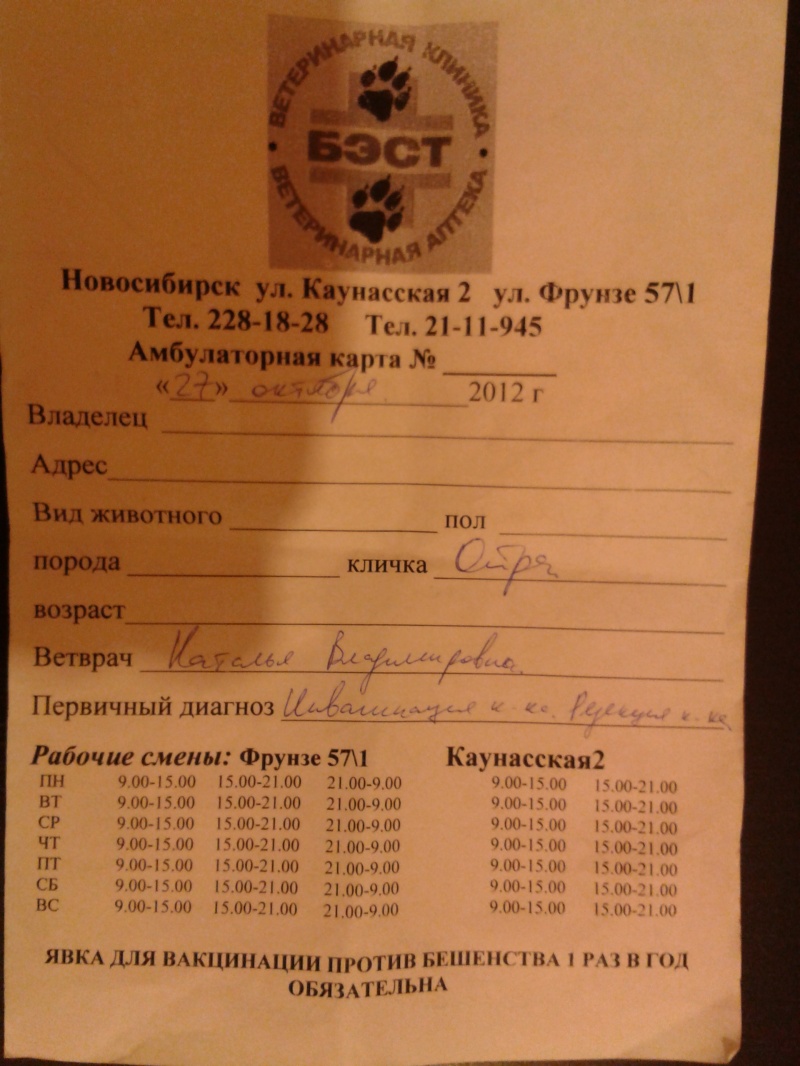 ВЕТЕРИНАРНАЯ КЛИНИКА
БЭСТ
ВЕТЕРИНАРНАЯ АПТЕКА
Новосибирск ул. Каунасская 2 ул. Фрунзе 57\1
Тел. 228-18-28 Тел. 21-11-945
Амбулаторная карта №
«27» октября 2012 г
Владелец
Адрес
Вид животного пол
порода кличка
возраст
Ветврач Наталья Владимировна
Первичный диагноз Инвагинация к-ка. Резекция к-ка
Рабочие смены: Фрунзе 57\1 Каунасская2
ПН 9.00-15.00 15.00-21.00 21.00-9.00 9.00-15.00 15.00-21.00
ВТ 9.00-15.00 15.00-21.00 21.00-9.00 9.00-15.00 15.00-21.00
СР 9.00-15.00 15.00-21.00 21.00-9.00 9.00-15.00 15.00-21.00
ЧТ 9.00-15.00 15.00-21.00 21.00-9.00 9.00-15.00 15.00-21.00
ПТ 9.00-15.00 15.00-21.00 21.00-9.00 9.00-15.00 15.00-21.00
СБ 9.00-15.00 15.00-21.00 21.00-9.00 9.00-15.00 15.00-21.00
ВС 9.00-15.00 15.00-21.00 21.00-9.00 9.00-15.00 15.00-21.00
ЯВКА ДЛЯ ВАКЦИНАЦИИ ПРОТИВ БЕШЕНСТВА 1 РАЗ В ГОД
ОБЯЗАТЕЛЬНА